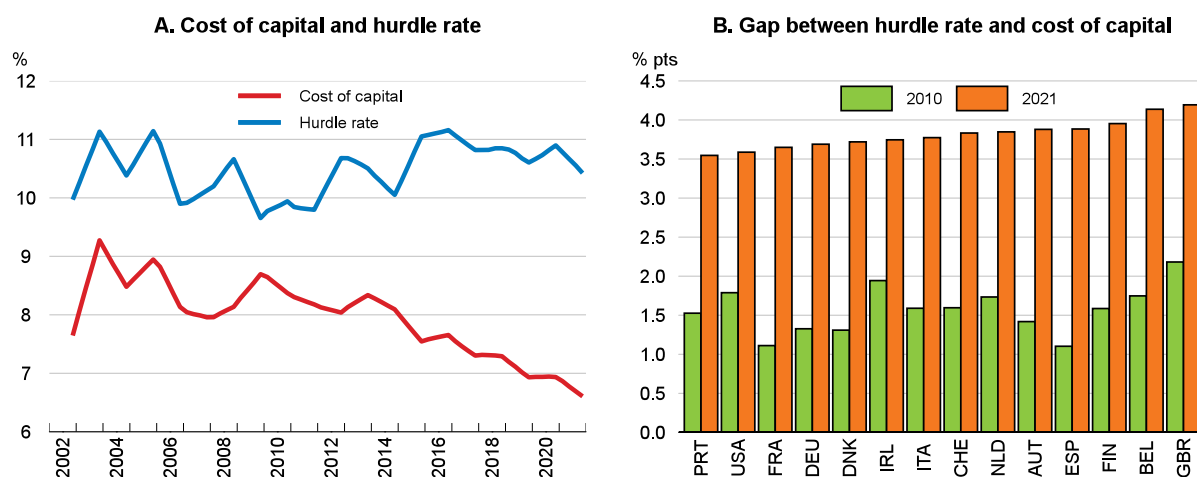 A. Cost of capital and hurdle rate
%
12
11
10
9
8
7
6
Cost of capital
Hurdle rate
2002
2004
2006
2008
2010
2012
2014
2016
2018
2020
B. Gap between hurdle rate and cost of capital
% pts
4.5
4.0
3.5
3.0
2.5
2.0
1.5
1.0
0.5
0.0
2010
2021
PRT
USA
FRA
DEU
DNK
IRL
ITA
CHE
NLD
AUT
ESP
FIN
BEL
GBR